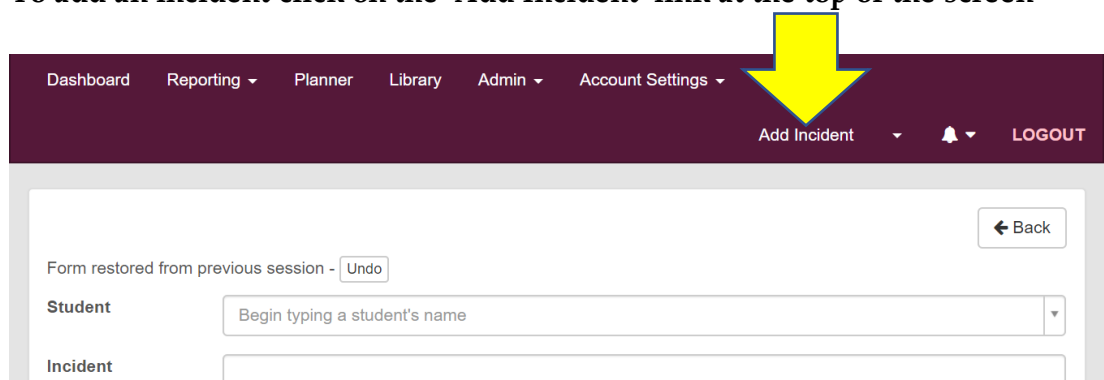 To add an incident click on the ‘Add Incident’ link at the top of the screen
Dashboard Reporting Planner Library Admin Account Settings
Add Incident LOGOUT
Back
Form restored from previous session - Undo
Student Begin typing a student's name
Incident